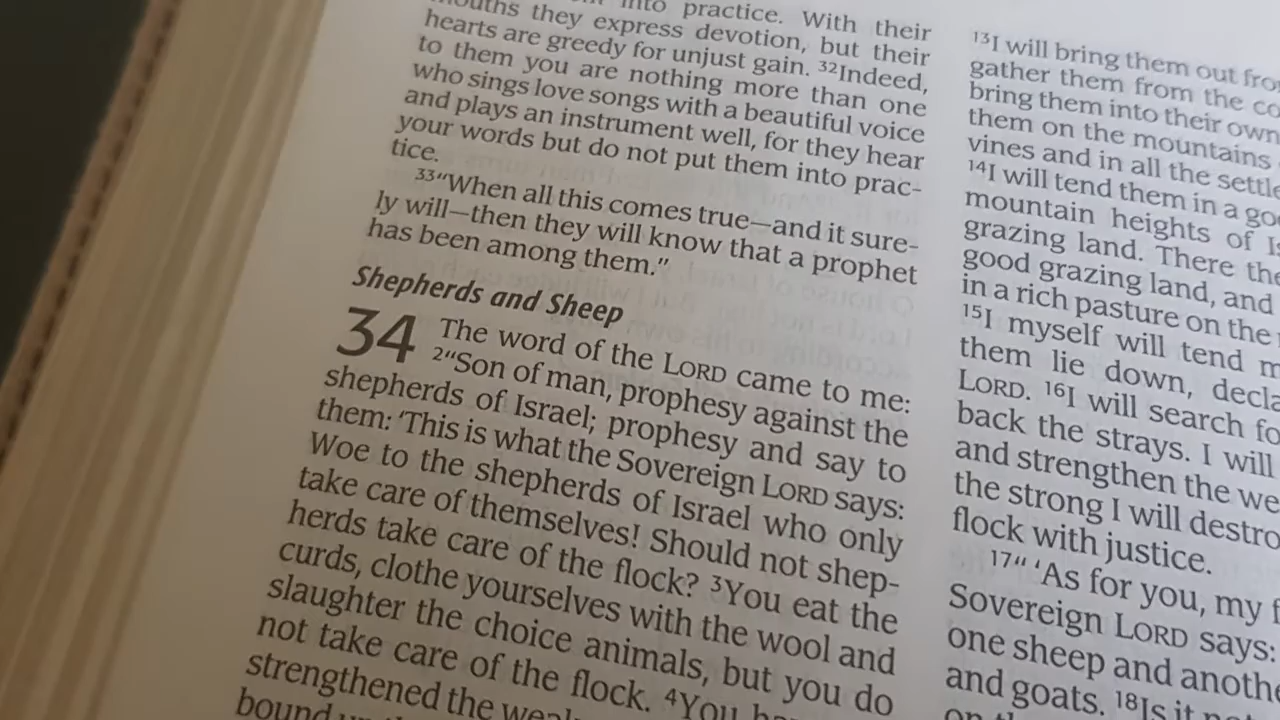 into practice. With their
mouths they express devotion, but their
hearts are greedy for unjust gain. ³²Indeed,
to them you are nothing more than one
who sings love songs with a beautiful voice
and plays an instrument well, for they hear
your words but do not put them into prac-
tice.
³³“When all this comes true—and it sure-
ly will—then they will know that a prophet
has been among them.”
Shepherds and Sheep
34 The word of the LORD came to me:
²“Son of man, prophesy against the
shepherds of Israel; prophesy and say to
them: ‘This is what the Sovereign LORD says:
Woe to the shepherds of Israel who only
take care of themselves! Should not shep-
herds take care of the flock? ³You eat the
curds, clothe yourselves with the wool and
slaughter the choice animals, but you do
not take care of the flock. ⁴You
strengthened the
bound
¹³I will bring them out
gather them from the
bring them into their own
them on the mountains
vines and in all the
¹⁴I will tend them in a
mountain heights of
grazing land. There
good grazing land, and
in a rich pasture on the
¹⁵I myself will tend
them lie down,
LORD. ¹⁶I will search
back the strays. I will
and strengthen the
the strong I will
flock with justice.
¹⁷“ ‘As for you, my
Sovereign LORD says:
one sheep and
and goats. ¹⁸Is it